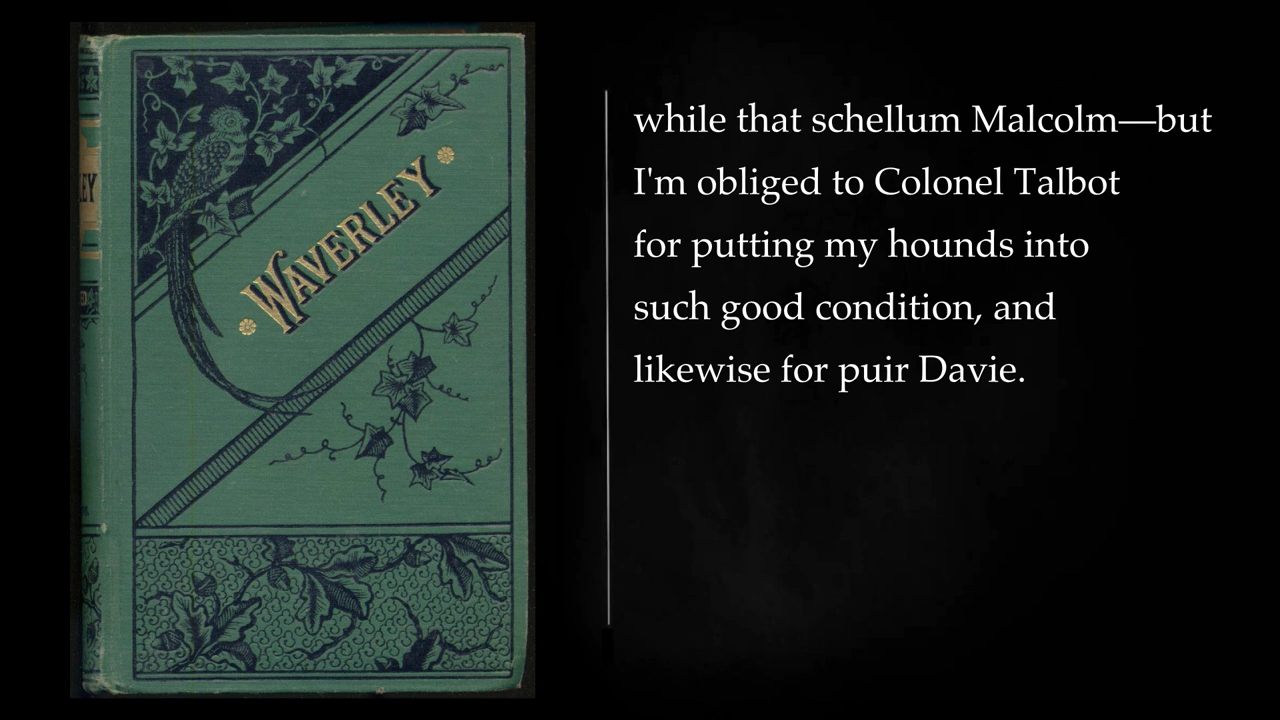 WAVERLEY
EY
while that schellum Malcolm—but
I'm obliged to Colonel Talbot
for putting my hounds into
such good condition, and
likewise for puir Davie.